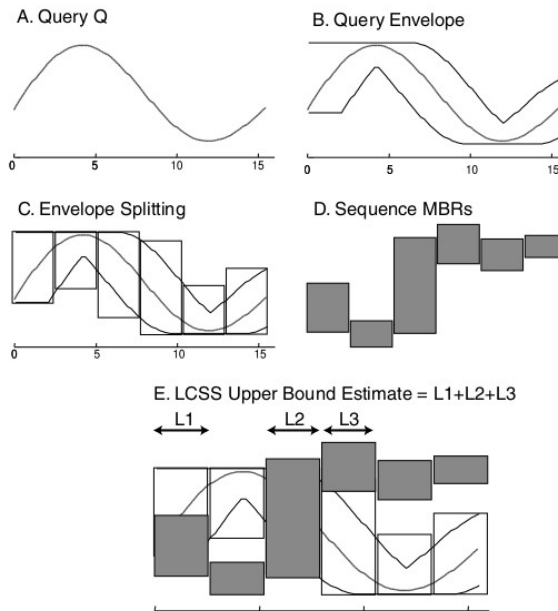 A. Query Q
B. Query Envelope
0 5 10 15
0 5 10 15
C. Envelope Splitting
D. Sequence MBRs
0 5 10 15
E. LCSS Upper Bound Estimate = L1+L2+L3
L1 L2 L3